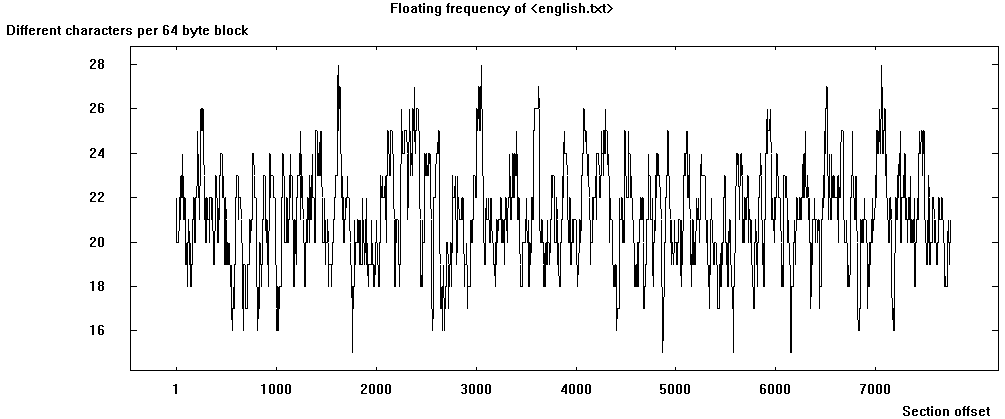 Floating frequency of <english.txt>
Different characters per 64 byte block
28
26
24
22
20
18
16
1 1000 2000 3000 4000 5000 6000 7000
Section offset